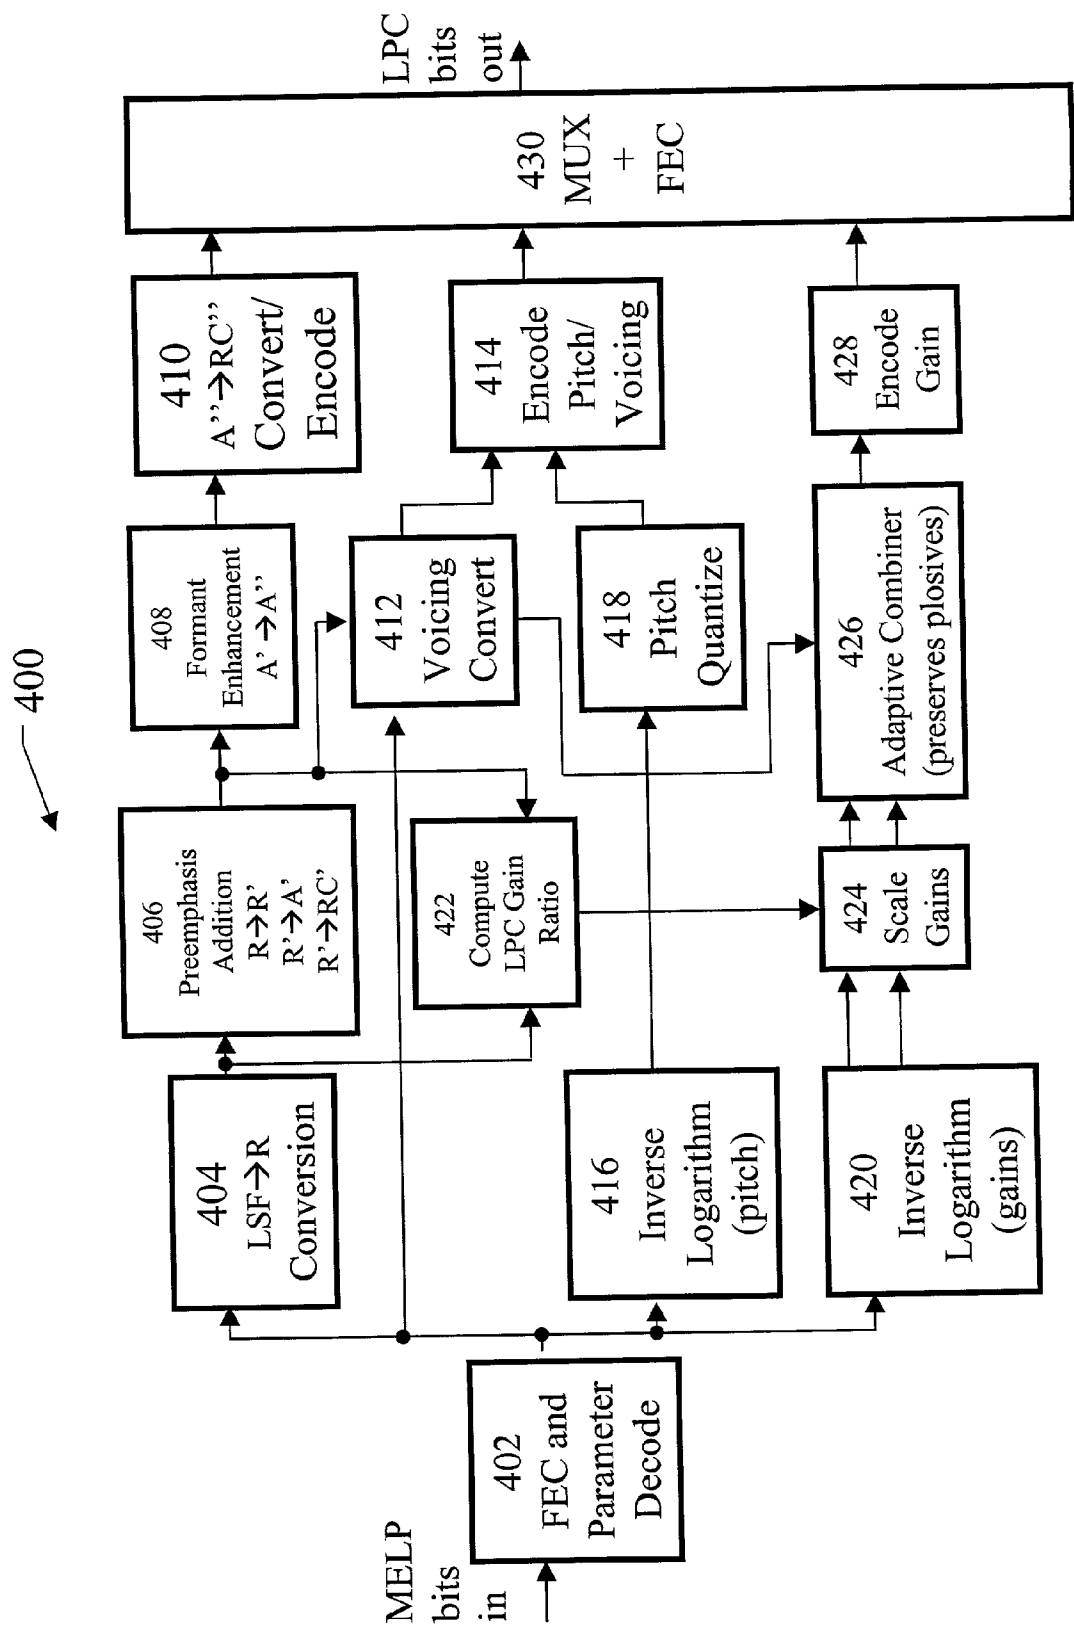 400
MELP
bits
in
402
FEC and
Parameter
Decode
404
LSF→R
Conversion
406
Preemphasis
Addition
R→R'
R'→A'
R'→RC'
408
Formant
Enhancement
A' →A''
410
A''→RC''
Convert/
Encode
412
Voicing
Convert
414
Encode
Pitch/
Voicing
416
Inverse
Logarithm
(pitch)
418
Pitch
Quantize
420
Inverse
Logarithm
(gains)
422
Compute
LPC Gain
Ratio
424
Scale
Gains
426
Adaptive Combiner
(preserves plosives)
428
Encode
Gain
430
MUX
+
FEC
LPC
bits
out